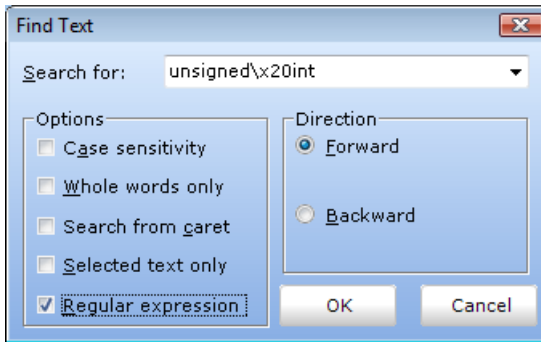 Find Text
Search for: unsigned\x20int
Options
Case sensitivity
Whole words only
Search from caret
Selected text only
Regular expression
Direction
Forward
Backward
OK Cancel